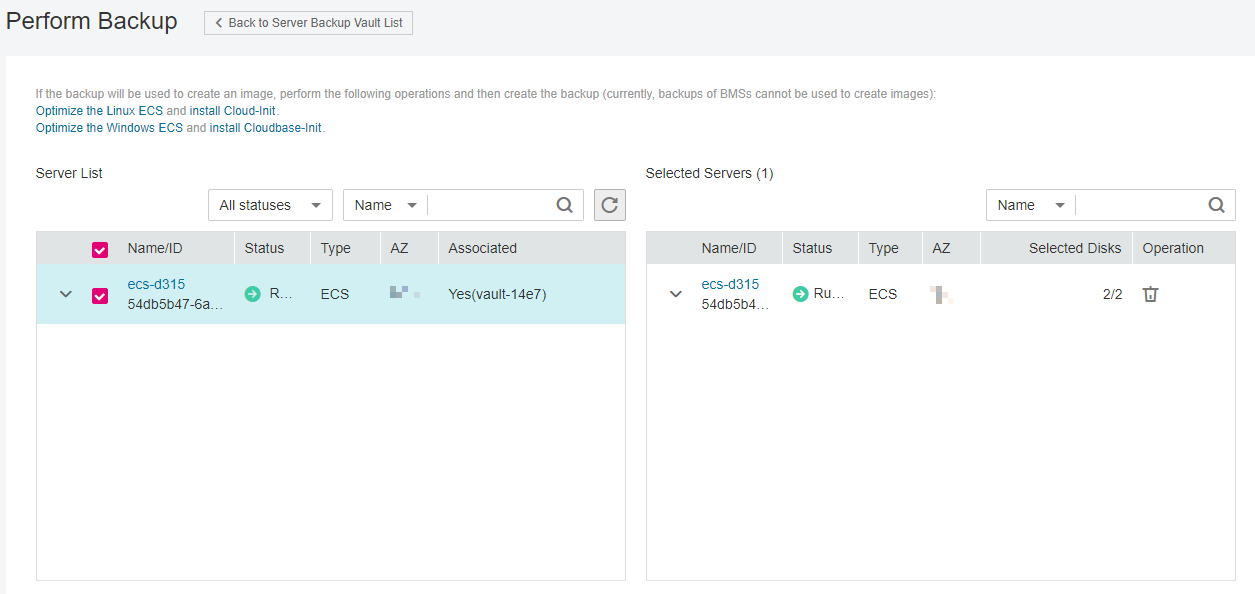 Perform Backup
Back to Server Backup Vault List
If the backup will be used to create an image, perform the following operations and then create the backup (currently, backups of BMSs cannot be used to create images):
Optimize the Linux ECS and install Cloud-Init.
Optimize the Windows ECS and install Cloudbase-Init.
Server List
All statuses
Name
Name/ID Status Type AZ Associated
ecs-d315
R... ECS Yes(vault-14e7)
54db5b47-6a...
Selected Servers (1)
Name
Name/ID Status Type AZ Selected Disks Operation
ecs-d315
Ru... ECS 2/2
54db5b4...